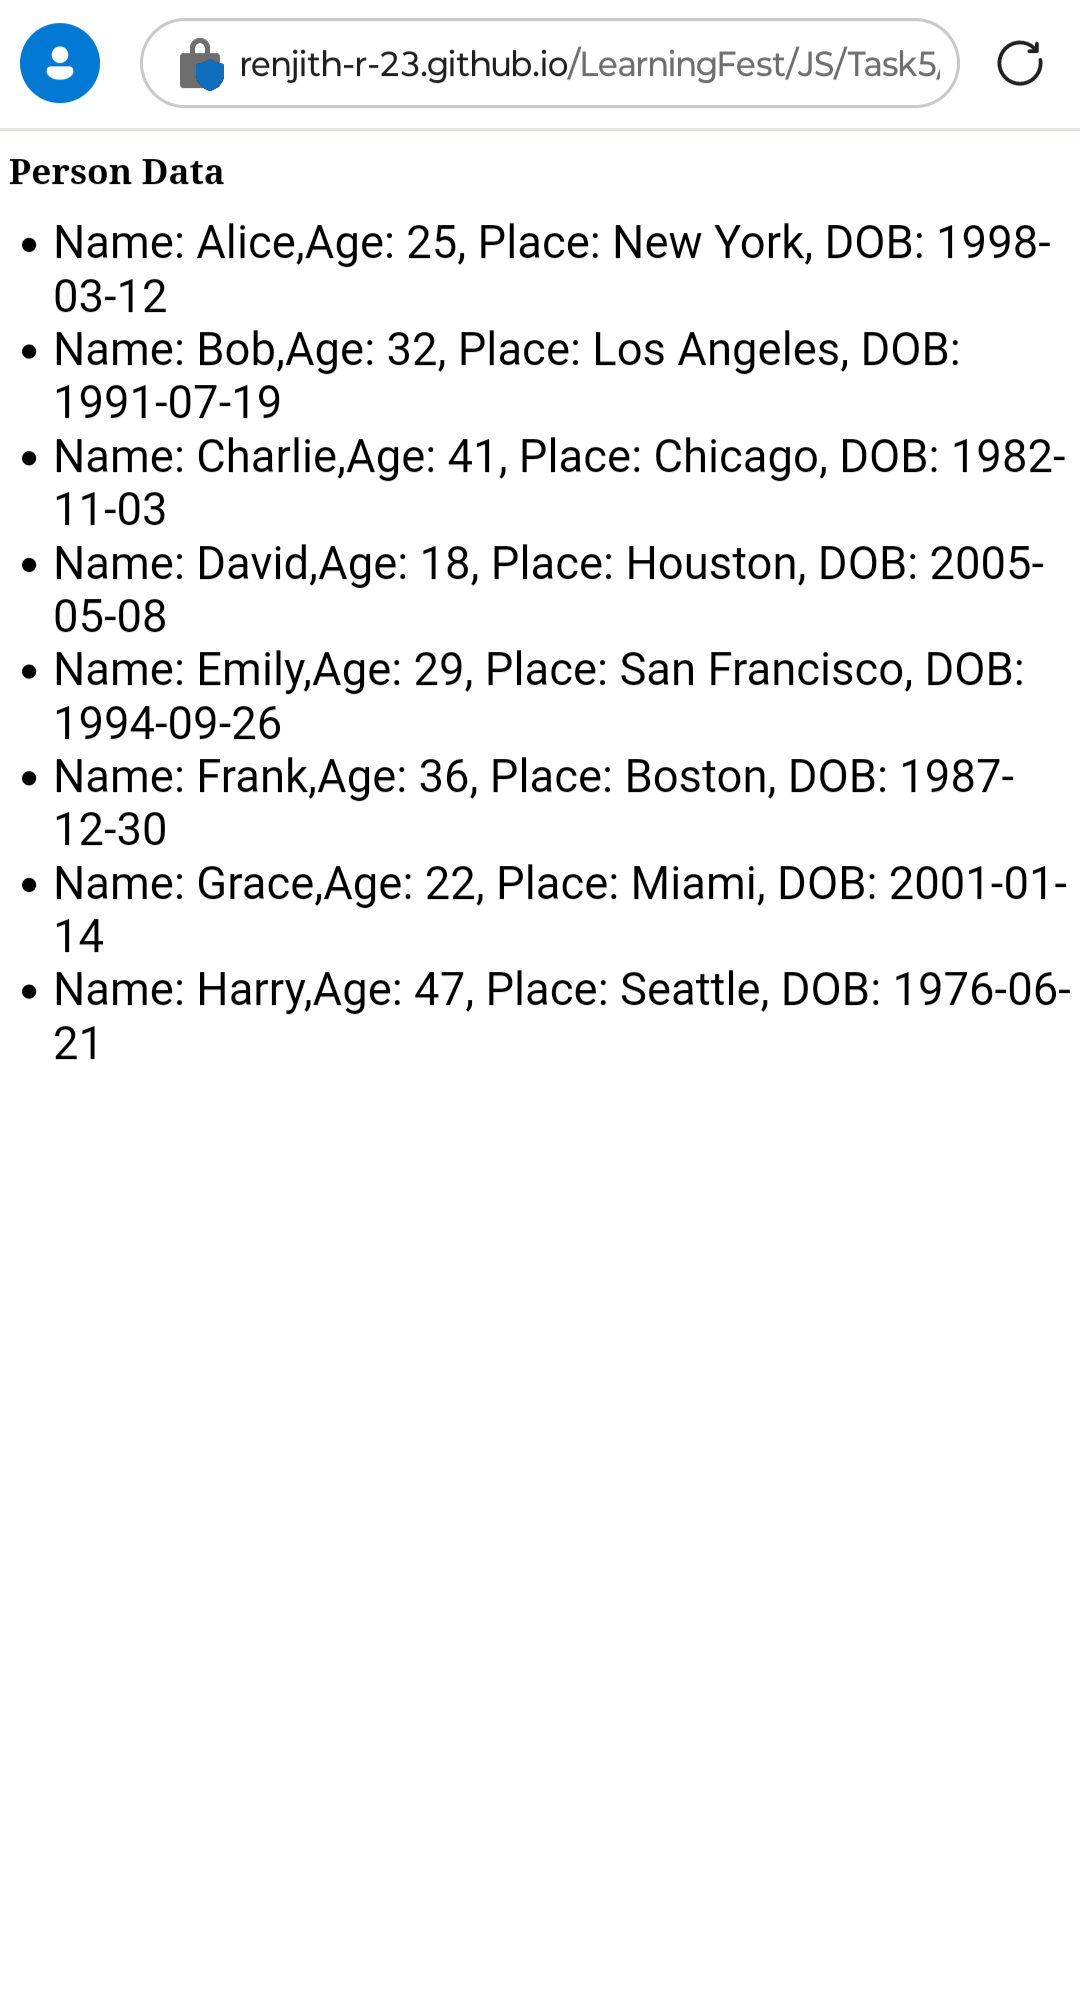 renjith-r-23.github.io/LearningFest/JS/Task5/
Person Data
Name: Alice,Age: 25, Place: New York, DOB: 1998-
03-12
Name: Bob,Age: 32, Place: Los Angeles, DOB:
1991-07-19
Name: Charlie,Age: 41, Place: Chicago, DOB: 1982-
11-03
Name: David,Age: 18, Place: Houston, DOB: 2005-
05-08
Name: Emily,Age: 29, Place: San Francisco, DOB:
1994-09-26
Name: Frank,Age: 36, Place: Boston, DOB: 1987-
12-30
Name: Grace,Age: 22, Place: Miami, DOB: 2001-01-
14
Name: Harry,Age: 47, Place: Seattle, DOB: 1976-06-
21